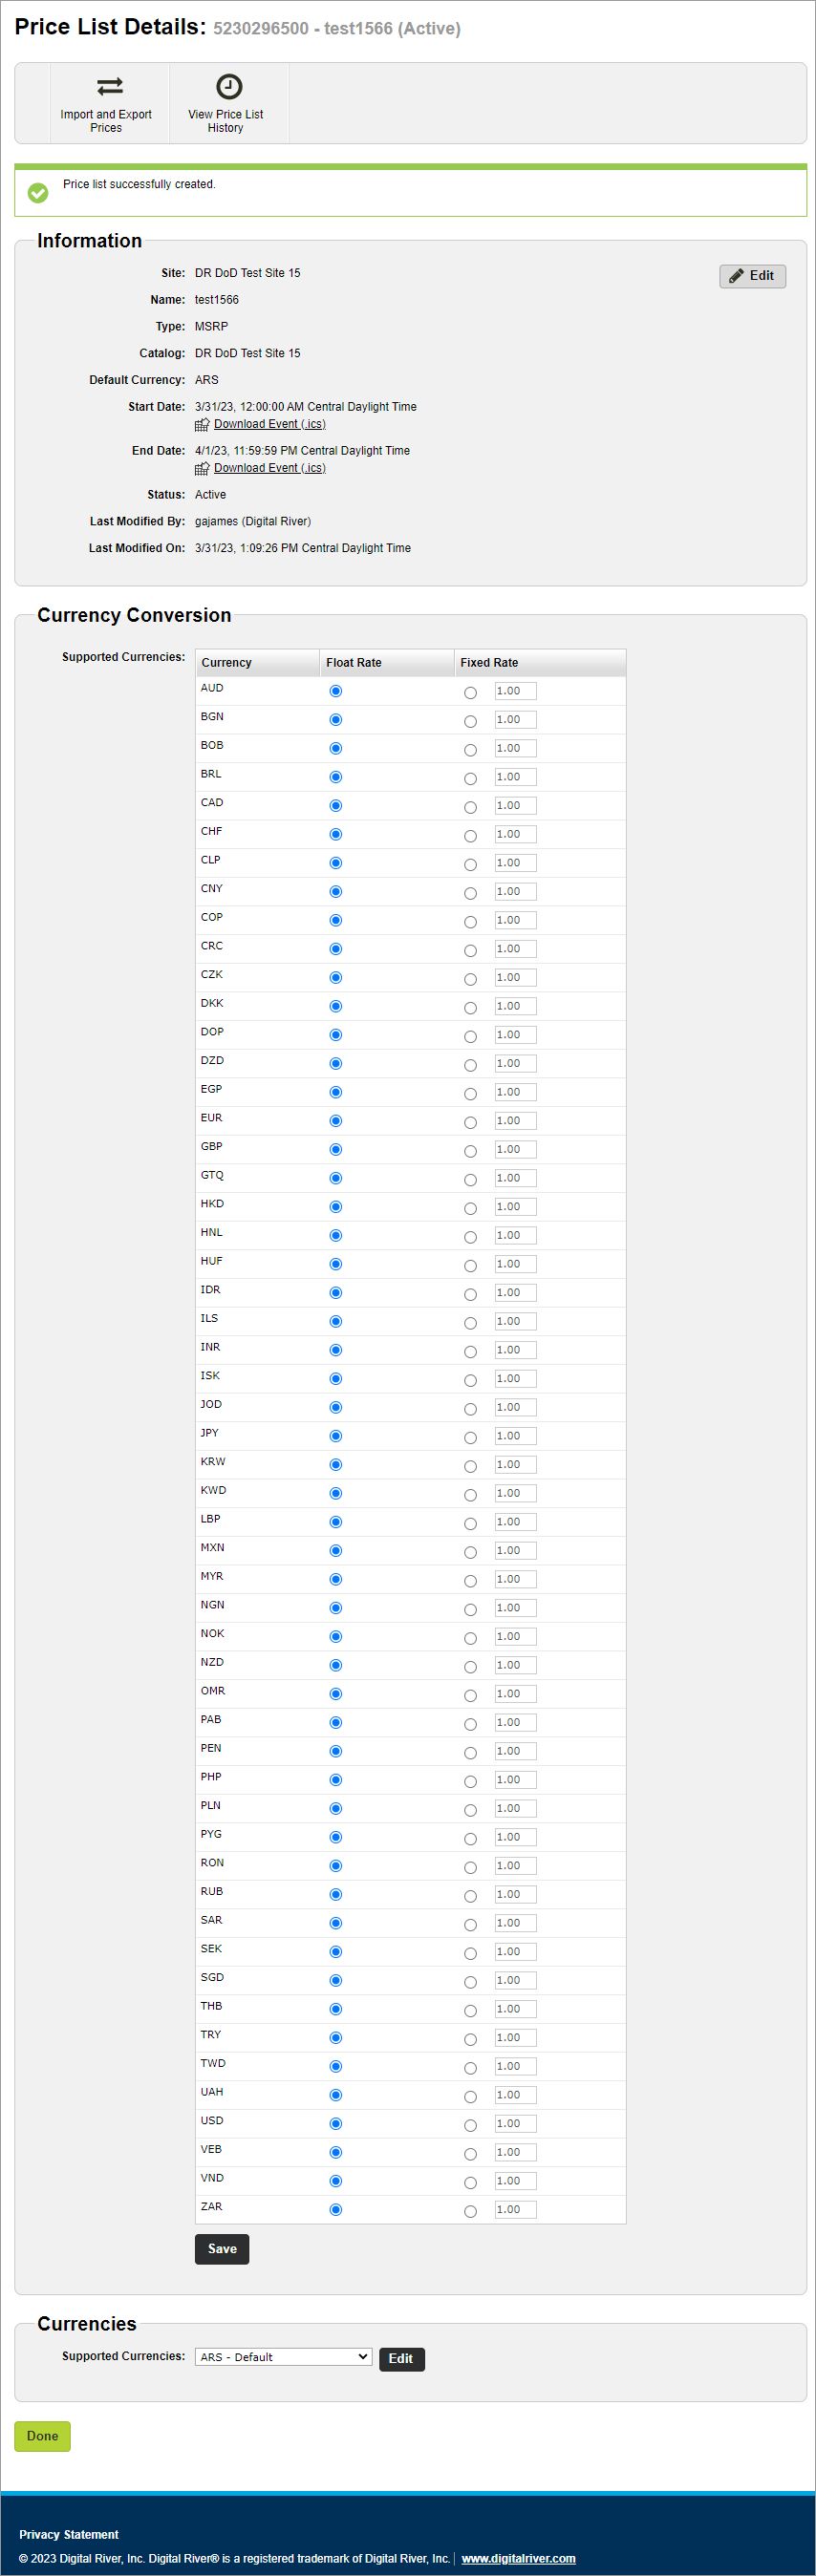 Price List Details: 5230296500 - test1566 (Active)
Import and Export
Prices
View Price List
History
Price list successfully created.
Information
Edit
Site: DR DoD Test Site 15
Name: test1566
Type: MSRP
Catalog: DR DoD Test Site 15
Default Currency: ARS
Start Date: 3/31/23, 12:00:00 AM Central Daylight Time
Download Event (.ics)
End Date: 4/1/23, 11:59:59 PM Central Daylight Time
Download Event (.ics)
Status: Active
Last Modified By: gajames (Digital River)
Last Modified On: 3/31/23, 1:09:26 PM Central Daylight Time
Currency Conversion
Supported Currencies: Currency Float Rate Fixed Rate
AUD 1.00
BGN 1.00
BOB 1.00
BRL 1.00
CAD 1.00
CHF 1.00
CLP 1.00
CNY 1.00
COP 1.00
CRC 1.00
CZK 1.00
DKK 1.00
DOP 1.00
DZD 1.00
EGP 1.00
EUR 1.00
GBP 1.00
GTQ 1.00
HKD 1.00
HNL 1.00
HUF 1.00
IDR 1.00
ILS 1.00
INR 1.00
ISK 1.00
JOD 1.00
JPY 1.00
KRW 1.00
KWD 1.00
LBP 1.00
MXN 1.00
MYR 1.00
NGN 1.00
NOK 1.00
NZD 1.00
OMR 1.00
PAB 1.00
PEN 1.00
PHP 1.00
PLN 1.00
PYG 1.00
RON 1.00
RUB 1.00
SAR 1.00
SEK 1.00
SGD 1.00
THB 1.00
TRY 1.00
TWD 1.00
UAH 1.00
USD 1.00
VEB 1.00
VND 1.00
ZAR 1.00
Save
Currencies
Supported Currencies: ARS - Default Edit
Done
Privacy Statement
© 2023 Digital River, Inc. Digital River® is a registered trademark of Digital River, Inc. | www.digitalriver.com